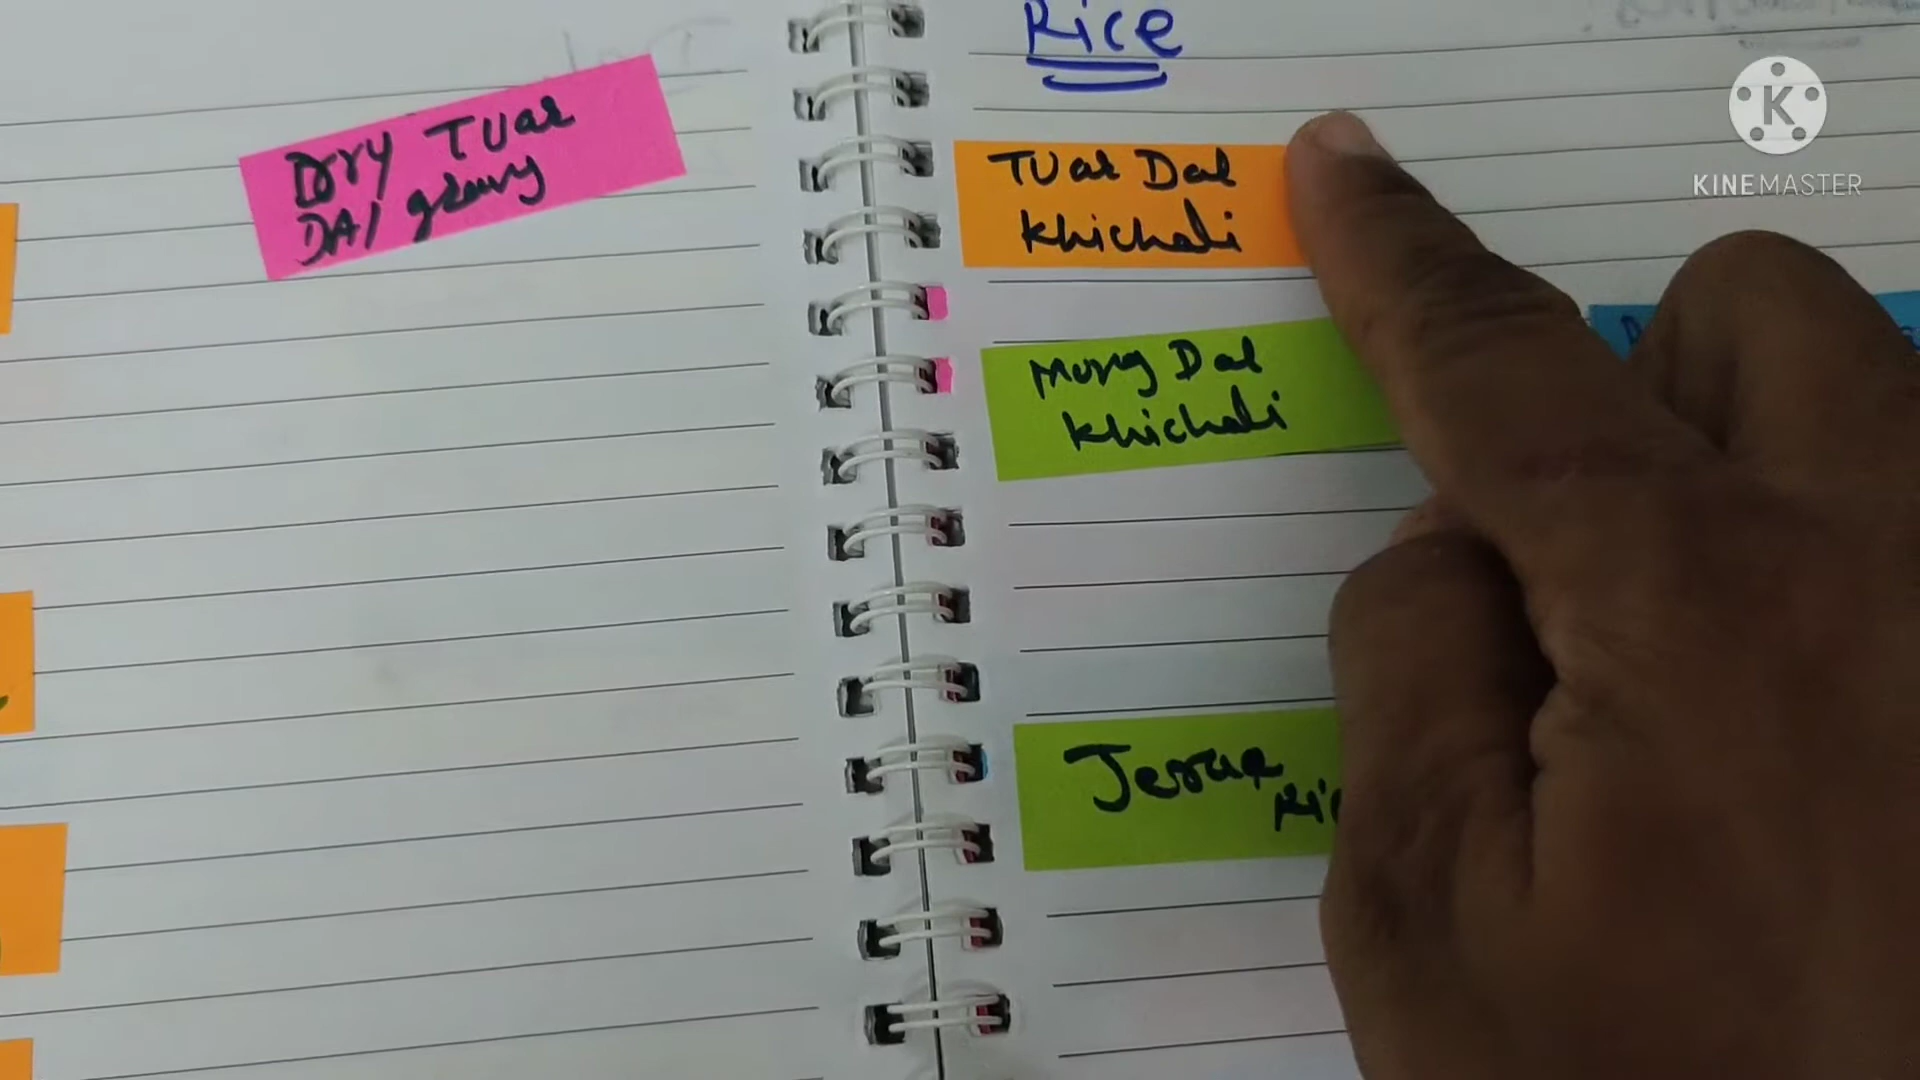 Dry Tuar
DAl gravy
Rice
Tuar Dal
Khichdi
Mung Dal
Khichdi
Jeera
KINEMASTER